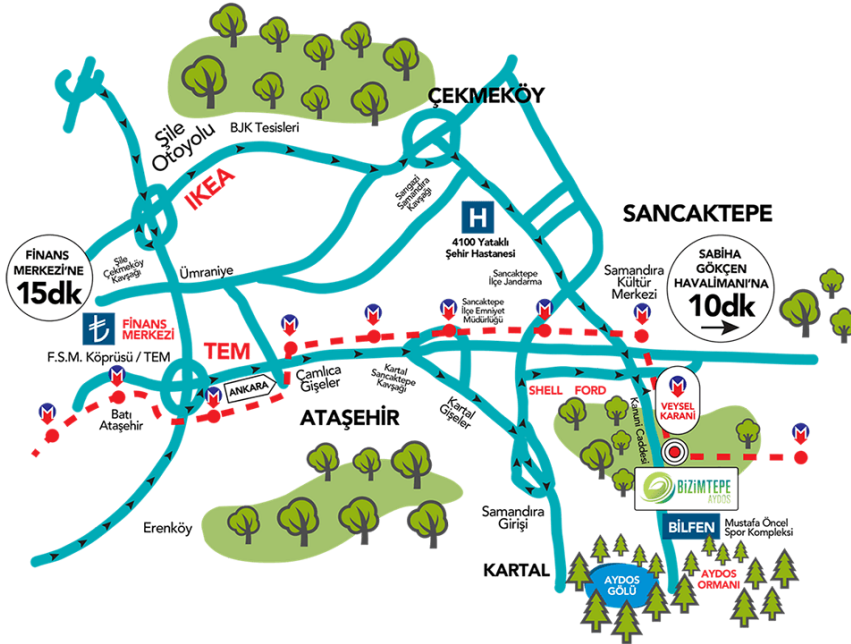 ÇEKMEKÖY
BJK Tesisleri
Şile
Otoyolu
IKEA
Sarıgazi
Samandıra
Kavşağı
H
4100 Yataklı
Şehir Hastanesi
SANCAKTEPE
FİNANS
MERKEZİ'NE
15dk
Şile
Çekmeköy
Kavşağı
Ümraniye
Sancaktepe
İlçe Jandarma
Samandıra
Kültür
Merkezi
SABİHA
GÖKÇEN
HAVALİMANI'NA
10dk
FİNANS
MERKEZİ
F.S.M. Köprüsü / TEM
TEM
M
M
Sancaktepe
İlçe Emniyet
Müdürlüğü
M
M
M
ANKARA
Çamlıca
Gişeler
Kartal
Sancaktepe
Kavşağı
M
M
M
Batı
Ataşehir
ATAŞEHİR
Kartal
Gişeler
SHELL FORD
Kanuni Caddesi
M
VEYSEL
KARANİ
M
BİZİMTEPE
AYDOS
Erenköy
Samandıra
Girişi
BİLFEN
Mustafa Öncel
Spor Kompleksi
KARTAL
AYDOS
GÖLÜ
AYDOS
ORMANI